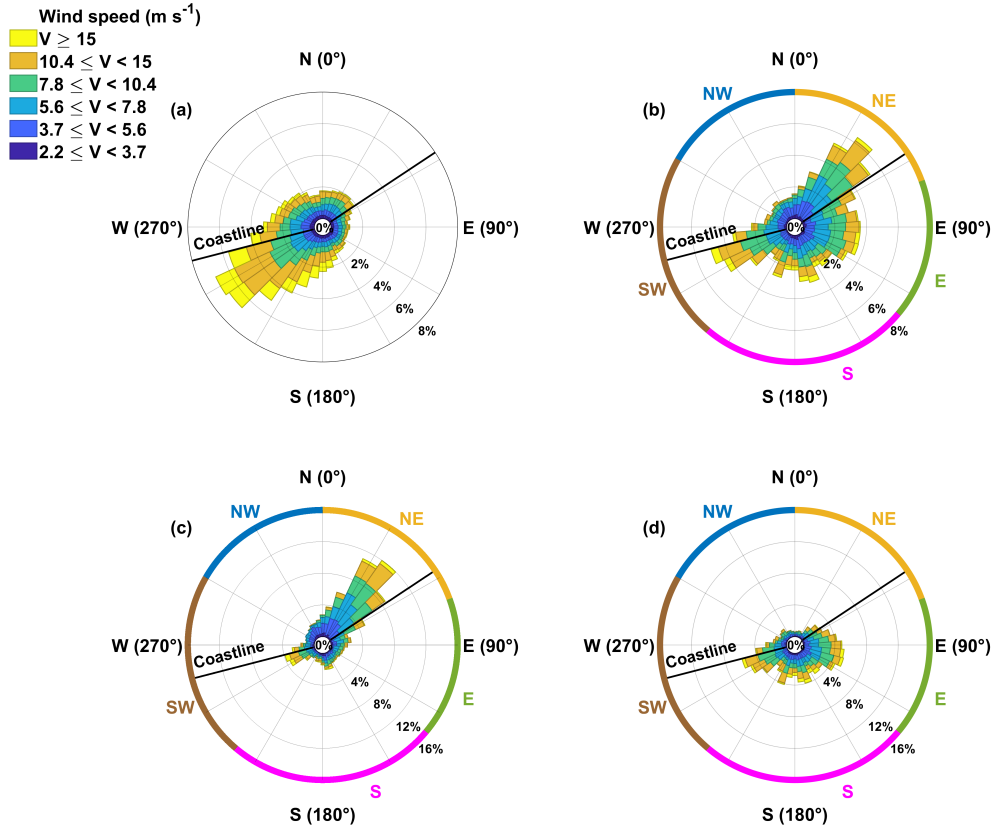 Wind speed (m s⁻¹)
V ≥ 15
10.4 ≤ V < 15
7.8 ≤ V < 10.4
5.6 ≤ V < 7.8
3.7 ≤ V < 5.6
2.2 ≤ V < 3.7
(a)
N (0°)
W (270°)
E (90°)
S (180°)
Coastline
0%
2%
4%
6%
8%
(b)
N (0°)
NW
NE
W (270°)
E (90°)
SW
E
S
S (180°)
Coastline
0%
2%
4%
6%
8%
(c)
N (0°)
NW
NE
W (270°)
E (90°)
SW
E
S
S (180°)
Coastline
0%
4%
8%
12%
16%
(d)
N (0°)
NW
NE
W (270°)
E (90°)
SW
E
S
S (180°)
Coastline
0%
4%
8%
12%
16%